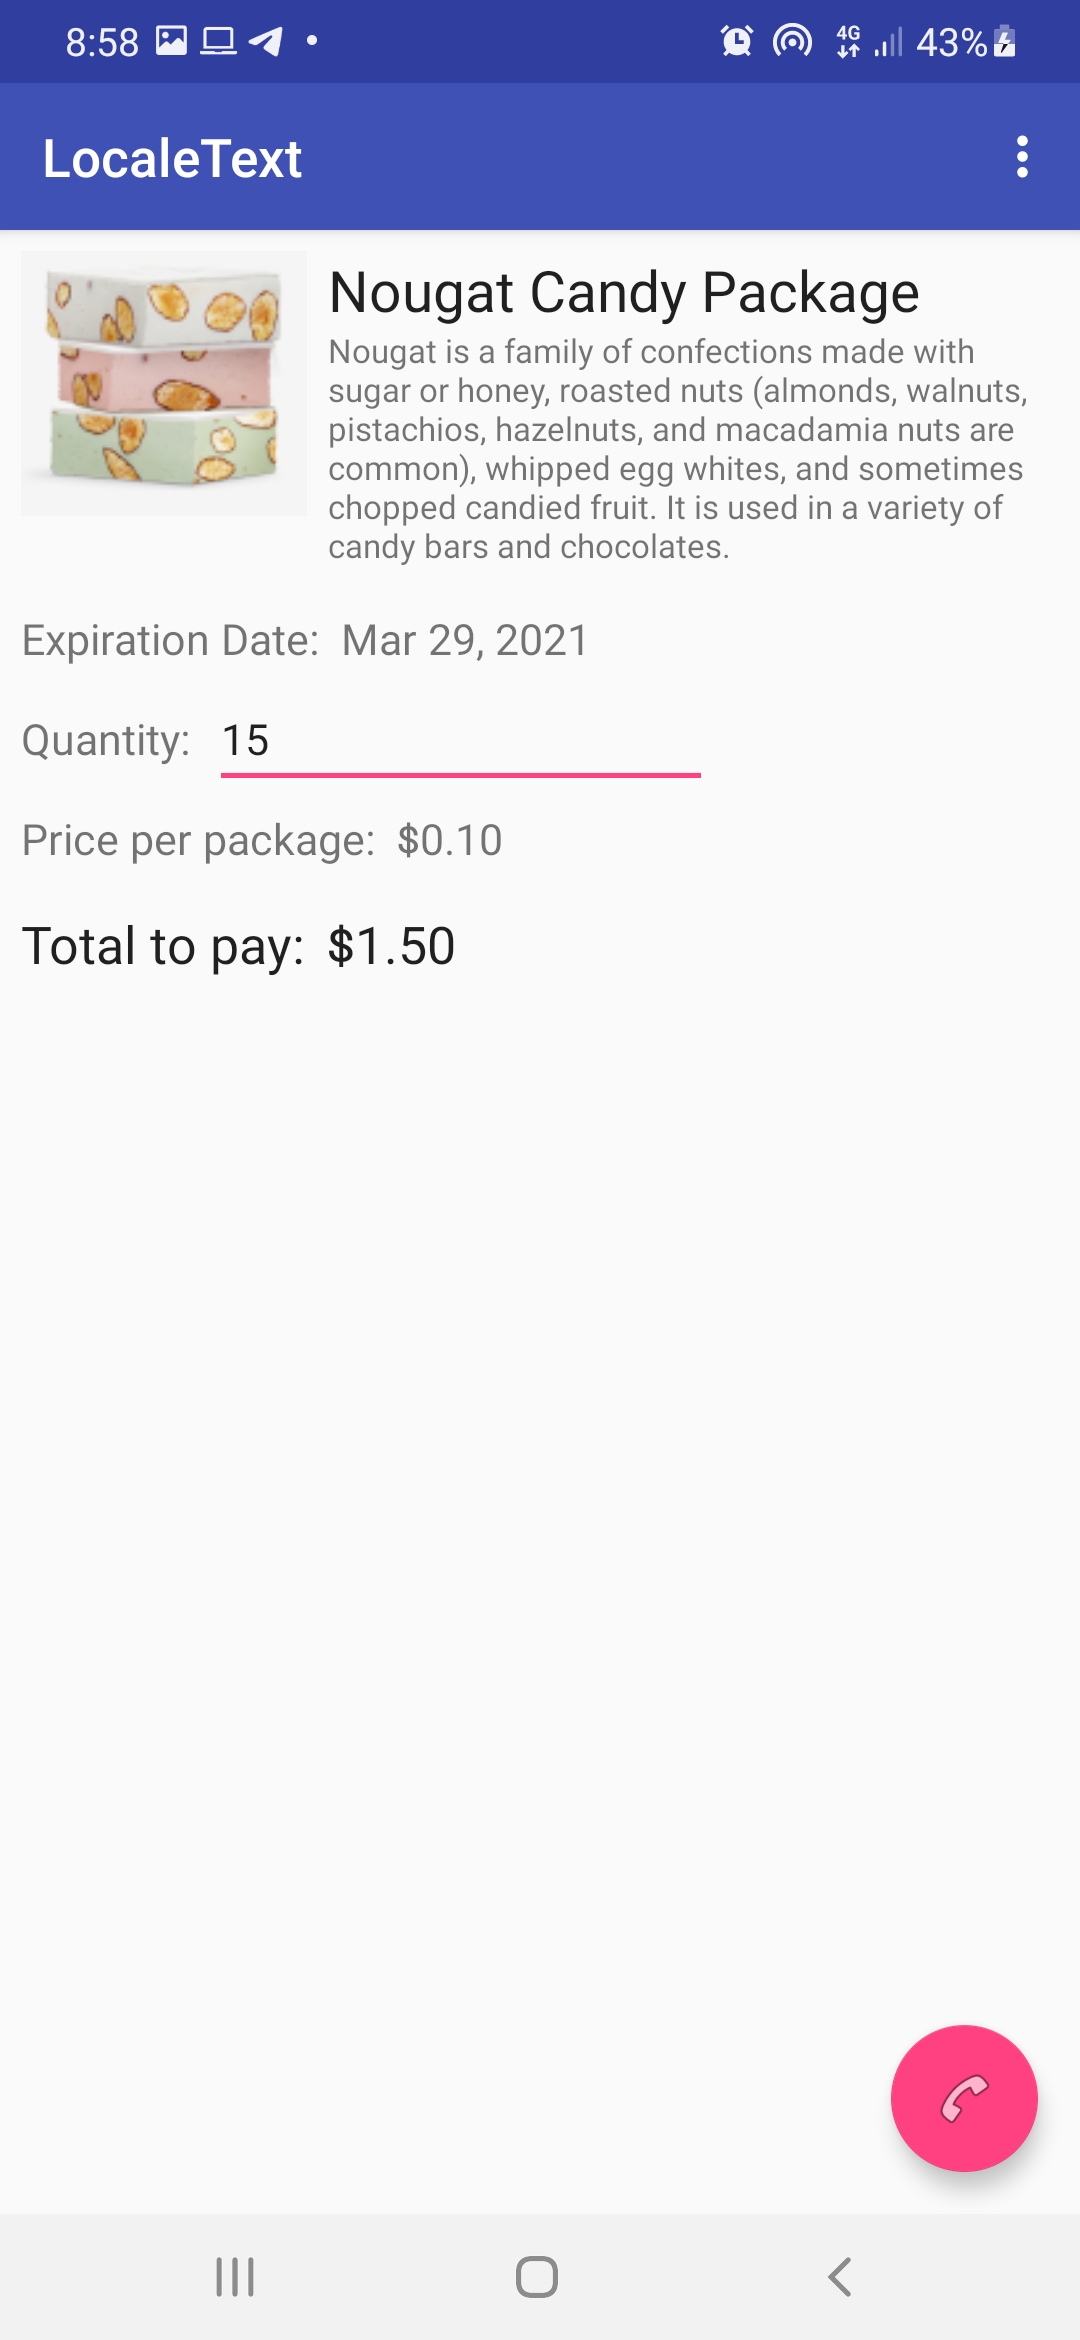 8:58
4G
43%
LocaleText
Nougat Candy Package
Nougat is a family of confections made with
sugar or honey, roasted nuts (almonds, walnuts,
pistachios, hazelnuts, and macadamia nuts are
common), whipped egg whites, and sometimes
chopped candied fruit. It is used in a variety of
candy bars and chocolates.
Expiration Date: Mar 29, 2021
Quantity: 15
Price per package: $0.10
Total to pay: $1.50